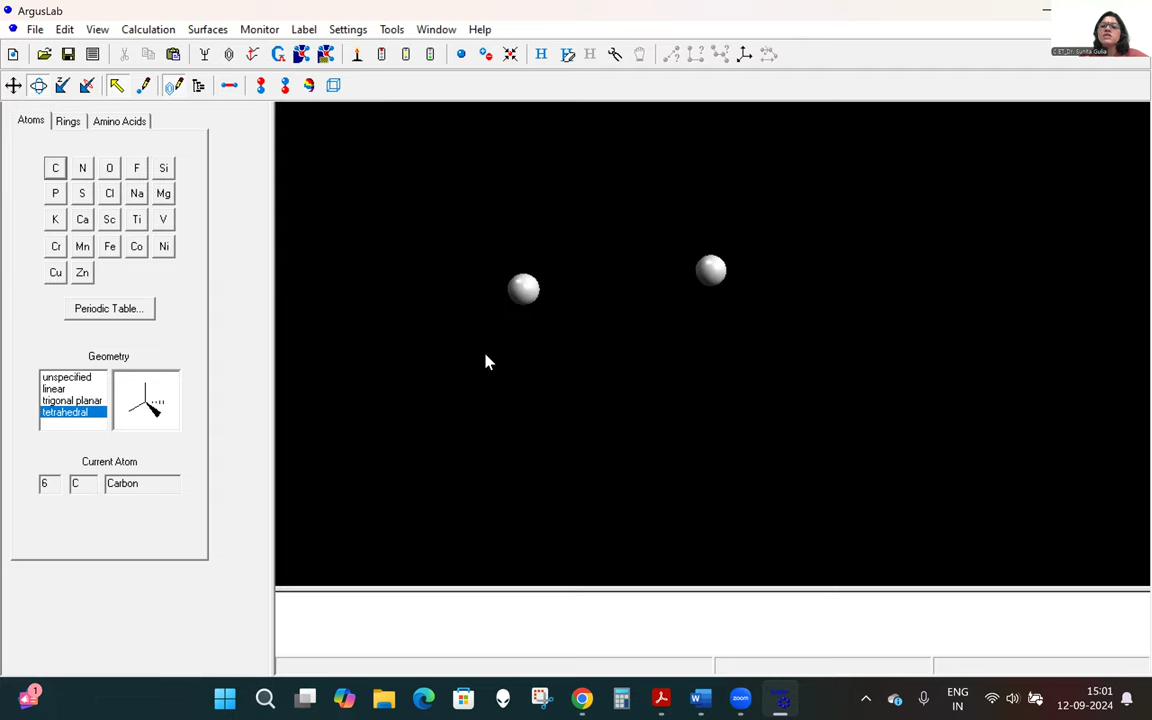 ArgusLab
File Edit View Calculation Surfaces Monitor Label Settings Tools Window Help
H H
Atoms Rings Amino Acids
C N O F Si
P S Cl Na Mg
K Ca Sc Ti V
Cr Mn Fe Co Ni
Cu Zn
Periodic Table...
Geometry
unspecified
linear
trigonal planar
tetrahedral
Current Atom
6 C Carbon
1
zoom
ENG
IN
15:01
12-09-2024